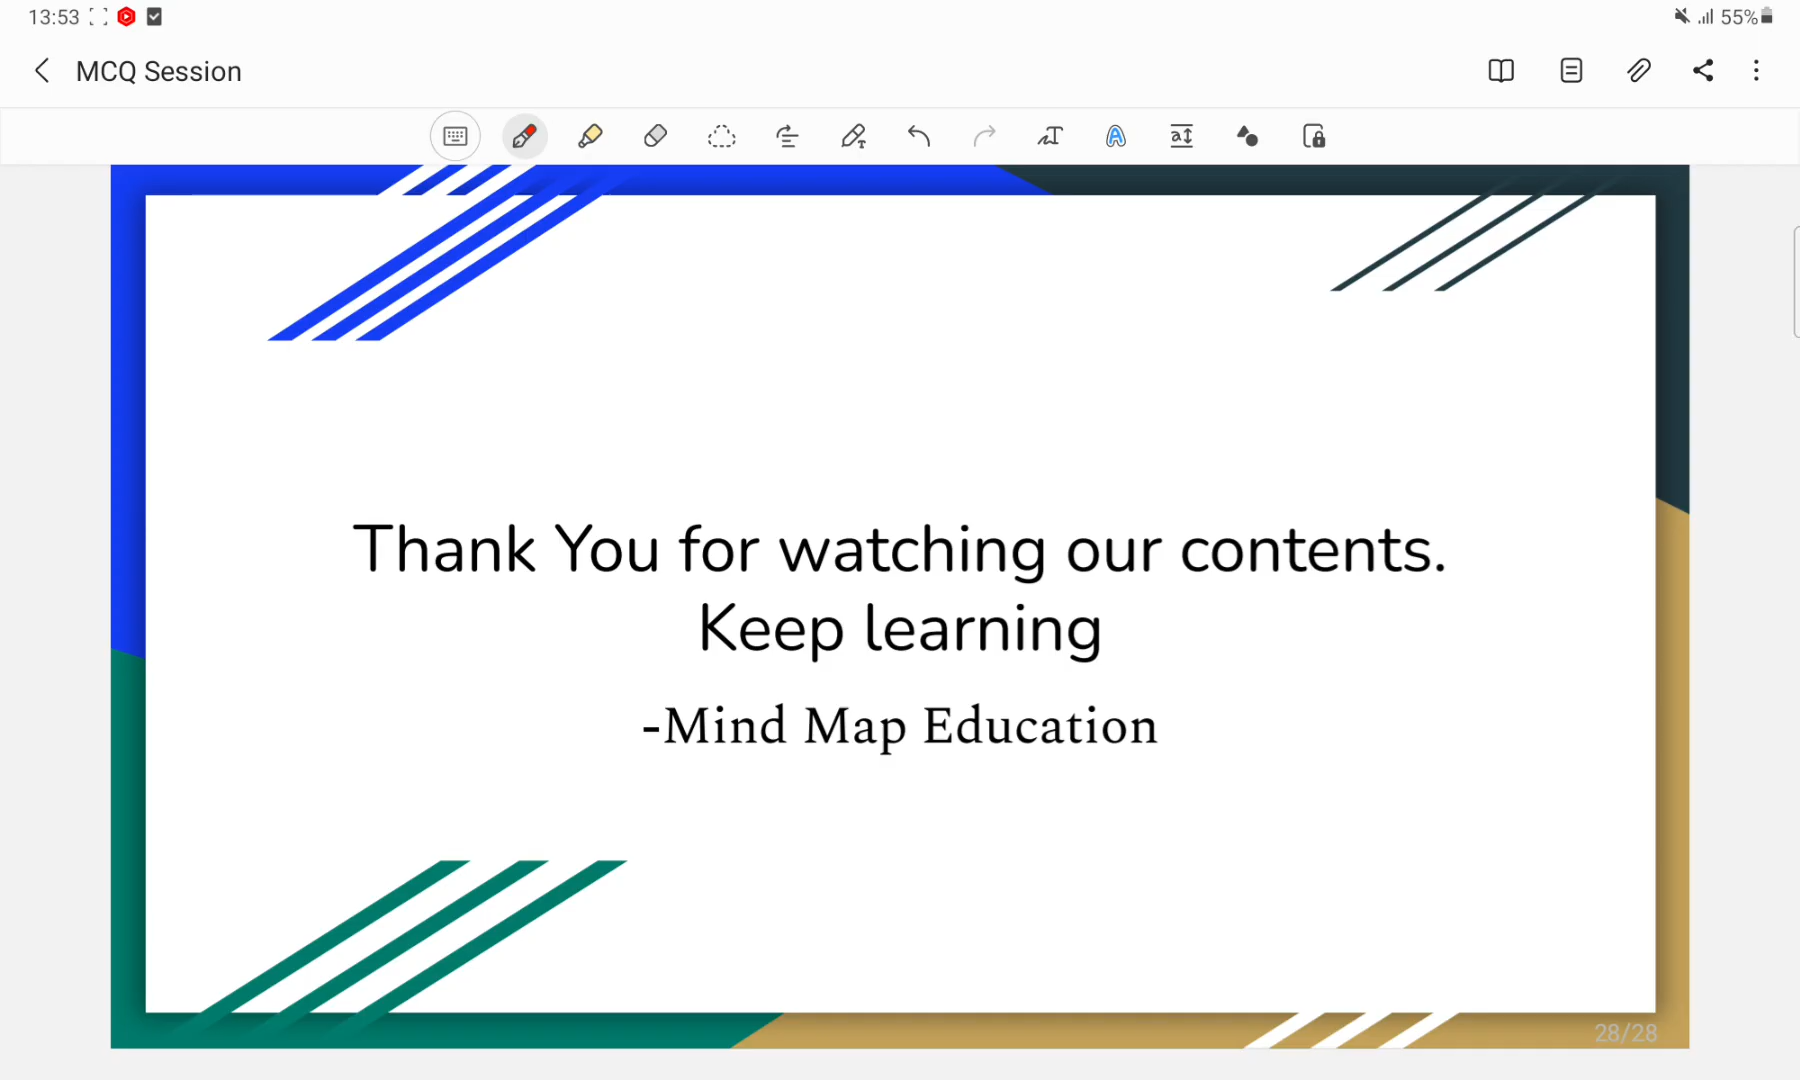 13:53
55%
MCQ Session
Thank You for watching our contents.
Keep learning
-Mind Map Education
28/28